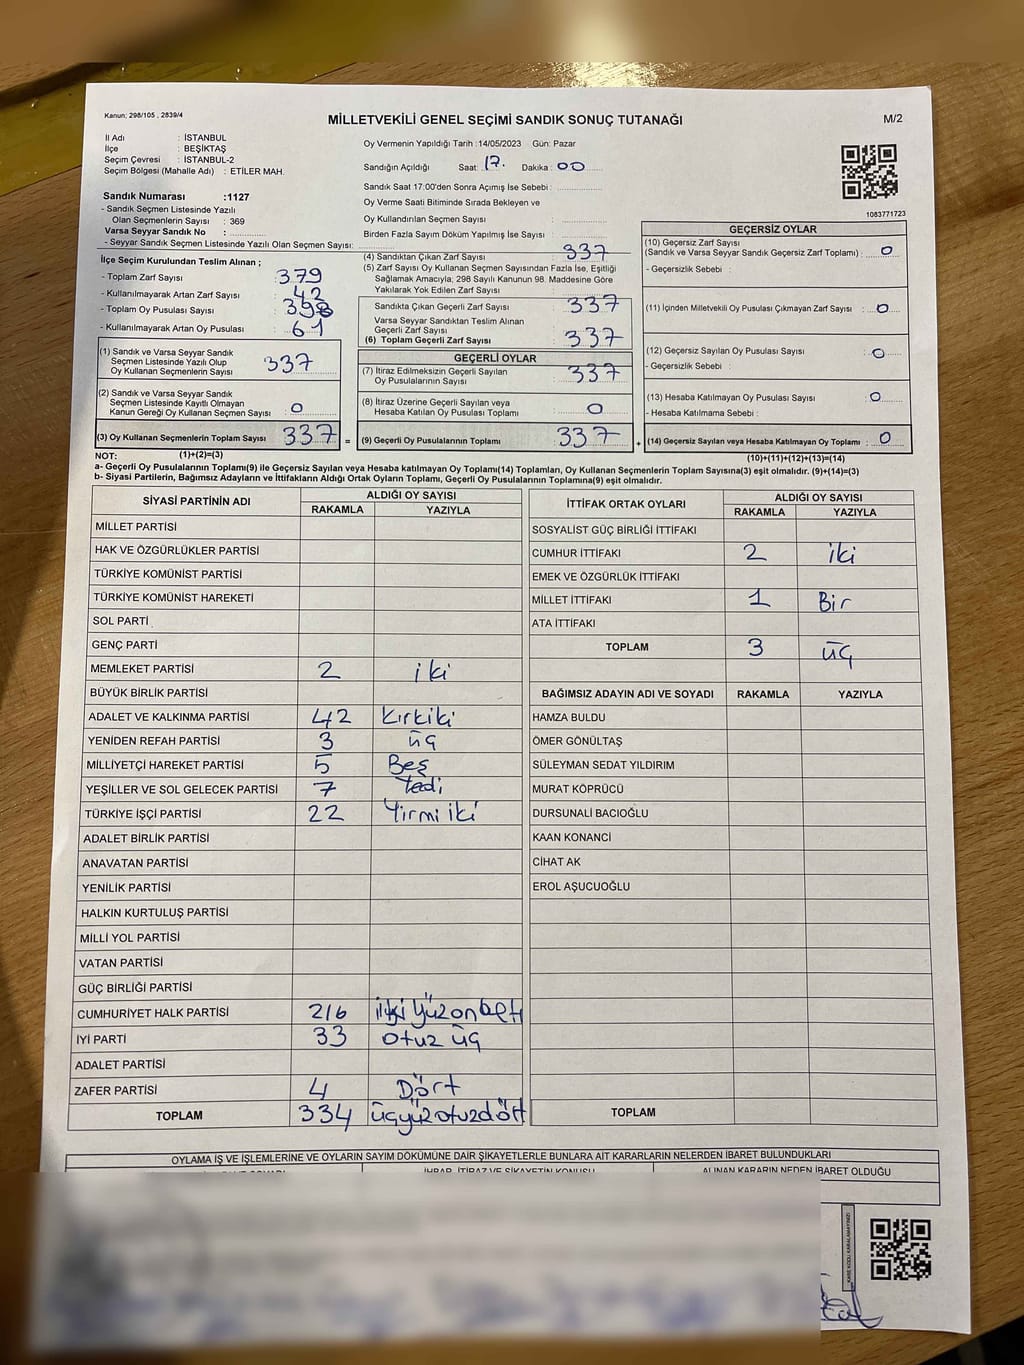 Kanun; 298/105 , 2839/4
MİLLETVEKİLİ GENEL SEÇİMİ SANDIK SONUÇ TUTANAĞI
M/2
İl Adı : İSTANBUL
İlçe : BEŞİKTAŞ
Seçim Çevresi : İSTANBUL-2
Seçim Bölgesi (Mahalle Adı) : ETİLER MAH.
Oy Vermenin Yapıldığı Tarih :14/05/2023 Gün: Pazar
Sandığın Açıldığı Saat: 17. Dakika: 00
Sandık Saat 17:00'den Sonra Açımış İse Sebebi :
Oy Verme Saati Bitiminde Sırada Bekleyen ve
Oy Kullandırılan Seçmen Sayısı :
Birden Fazla Sayım Döküm Yapılmış İse Sayısı :
1083771723
Sandık Numarası :1127
- Sandık Seçmen Listesinde Yazılı
Olan Seçmenlerin Sayısı : 369
Varsa Seyyar Sandık No :
- Seyyar Sandık Seçmen Listesinde Yazılı Olan Seçmen Sayısı:
İlçe Seçim Kurulundan Teslim Alınan ;
- Toplam Zarf Sayısı : 379
- Kullanılmayarak Artan Zarf Sayısı : 42
- Toplam Oy Pusulası Sayısı :
- Kullanılmayarak Artan Oy Pusulası : 61
(1) Sandık ve Varsa Seyyar Sandık
Seçmen Listesinde Yazılı Olup
Oy Kullanan Seçmenlerin Sayısı : 337
(2) Sandık ve Varsa Seyyar Sandık
Seçmen Listesinde Kayıtlı Olmayan
Kanun Gereği Oy Kullanan Seçmen Sayısı : 0
(3) Oy Kullanan Seçmenlerin Toplam Sayısı : 337 =
(4) Sandıktan Çıkan Zarf Sayısı : 337
(5) Zarf Sayısı Oy Kullanan Seçmen Sayısından Fazla İse, Eşitliği
Sağlamak Amacıyla; 298 Sayılı Kanunun 98. Maddesine Göre
Yakılarak Yok Edilen Zarf Sayısı :
Sandıkta Çıkan Geçerli Zarf Sayısı : 337
Varsa Seyyar Sandıktan Teslim Alınan
Geçerli Zarf Sayısı :
(6) Toplam Geçerli Zarf Sayısı : 337
GEÇERLİ OYLAR
(7) İtiraz Edilmeksizin Geçerli Sayılan
Oy Pusulalarının Sayısı : 337
(8) İtiraz Üzerine Geçerli Sayılan veya
Hesaba Katılan Oy Pusulası Toplamı : 0
(9) Geçerli Oy Pusulalarının Toplamı : 337 +
GEÇERSİZ OYLAR
(10) Geçersiz Zarf Sayısı
(Sandık ve Varsa Seyyar Sandık Geçersiz Zarf Toplamı) : 0
- Geçersizlik Sebebi :
(11) İçinden Milletvekili Oy Pusulası Çıkmayan Zarf Sayısı : 0
(12) Geçersiz Sayılan Oy Pusulası Sayısı : 0
- Geçersizlik Sebebi :
(13) Hesaba Katılmayan Oy Pusulası Sayısı : 0
- Hesaba Katılmama Sebebi :
(14) Geçersiz Sayılan veya Hesaba Katılmayan Oy Toplamı : 0
NOT: (1)+(2)=(3) (10)+(11)+(12)+(13)=(14)
a- Geçerli Oy Pusulalarının Toplamı(9) ile Geçersiz Sayılan veya Hesaba katılmayan Oy Toplamı(14) Toplamları, Oy Kullanan Seçmenlerin Toplam Sayısına(3) eşit olmalıdır. (9)+(14)=(3)
b- Siyasi Partilerin, Bağımsız Adayların ve İttifakların Aldığı Ortak Oyların Toplamı, Geçerli Oy Pusulalarının Toplamına(9) eşit olmalıdır.
SİYASİ PARTİNİN ADI ALDIĞI OY SAYISI
RAKAMLA YAZIYLA
MİLLET PARTİSİ
HAK VE ÖZGÜRLÜKLER PARTİSİ
TÜRKİYE KOMÜNİST PARTİSİ
TÜRKİYE KOMÜNİST HAREKETİ
SOL PARTİ
GENÇ PARTİ
MEMLEKET PARTİSİ 2 iki
BÜYÜK BİRLİK PARTİSİ
ADALET VE KALKINMA PARTİSİ 42 kırkiki
YENİDEN REFAH PARTİSİ 3 üç
MİLLİYETÇİ HAREKET PARTİSİ 5 Beş
YEŞİLLER VE SOL GELECEK PARTİSİ 7 Yedi
TÜRKİYE İŞÇİ PARTİSİ 22 Yirmi iki
ADALET BİRLİK PARTİSİ
ANAVATAN PARTİSİ
YENİLİK PARTİSİ
HALKIN KURTULUŞ PARTİSİ
MİLLİ YOL PARTİSİ
VATAN PARTİSİ
GÜÇ BİRLİĞİ PARTİSİ
CUMHURİYET HALK PARTİSİ 216 iki Yüz on altı
İYİ PARTİ 33 otuz üç
ADALET PARTİSİ
ZAFER PARTİSİ 4 Dört
TOPLAM 334 üçyüz otuzdört
İTTİFAK ORTAK OYLARI ALDIĞI OY SAYISI
RAKAMLA YAZIYLA
SOSYALİST GÜÇ BİRLİĞİ İTTİFAKI
CUMHUR İTTİFAKI 2 iki
EMEK VE ÖZGÜRLÜK İTTİFAKI
MİLLET İTTİFAKI 1 Bir
ATA İTTİFAKI
TOPLAM 3 üç
BAĞIMSIZ ADAYIN ADI VE SOYADI RAKAMLA YAZIYLA
HAMZA BULDU
ÖMER GÖNÜLTAŞ
SÜLEYMAN SEDAT YILDIRIM
MURAT KÖPRÜCÜ
DURSUNALİ BACIOĞLU
KAAN KONANCİ
CİHAT AK
EROL AŞUCUOĞLU
TOPLAM
OYLAMA İŞ VE İŞLEMLERİNE VE OYLARIN SAYIM DÖKÜMÜNE DAİR ŞİKAYETLERLE BUNLARA AİT KARARLARIN NELERDEN İBARET BULUNDUKLARI
İHBAR, İTİRAZ VE ŞİKAYETİN KONUSU ALINAN KARARIN NEDEN İBARET OLDUĞU
KARE KODU KARALAMAYINIZ!